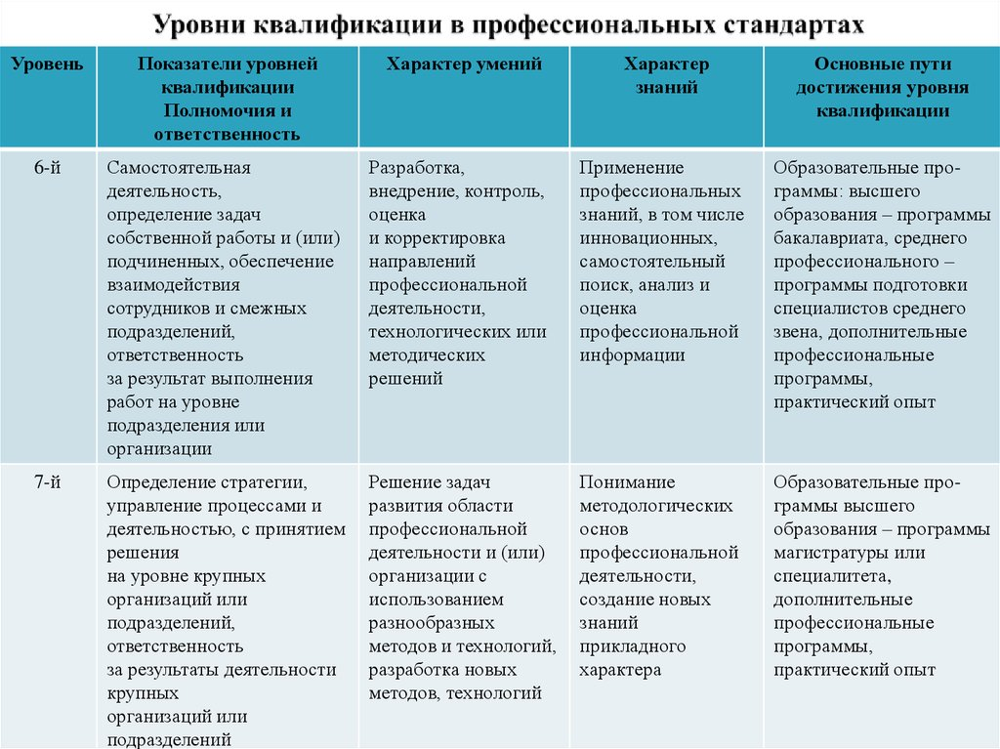 Уровни квалификации в профессиональных стандартах
Уровень
Показатели уровней
квалификации
Полномочия и
ответственность
Характер умений
Характер
знаний
Основные пути
достижения уровня
квалификации
6-й
Самостоятельная
деятельность,
определение задач
собственной работы и (или)
подчиненных, обеспечение
взаимодействия
сотрудников и смежных
подразделений,
ответственность
за результат выполнения
работ на уровне
подразделения или
организации
Разработка,
внедрение, контроль,
оценка
и корректировка
направлений
профессиональной
деятельности,
технологических или
методических
решений
Применение
профессиональных
знаний, в том числе
инновационных,
самостоятельный
поиск, анализ и
оценка
профессиональной
информации
Образовательные про-
граммы: высшего
образования – программы
бакалавриата, среднего
профессионального –
программы подготовки
специалистов среднего
звена, дополнительные
профессиональные
программы,
практический опыт
7-й
Определение стратегии,
управление процессами и
деятельностью, с принятием
решения
на уровне крупных
организаций или
подразделений,
ответственность
за результаты деятельности
крупных
организаций или
подразделений
Решение задач
развития области
профессиональной
деятельности и (или)
организации с
использованием
разнообразных
методов и технологий,
разработка новых
методов, технологий
Понимание
методологических
основ
профессиональной
деятельности,
создание новых
знаний
прикладного
характера
Образовательные про-
граммы высшего
образования – программы
магистратуры или
специалитета,
дополнительные
профессиональные
программы,
практический опыт